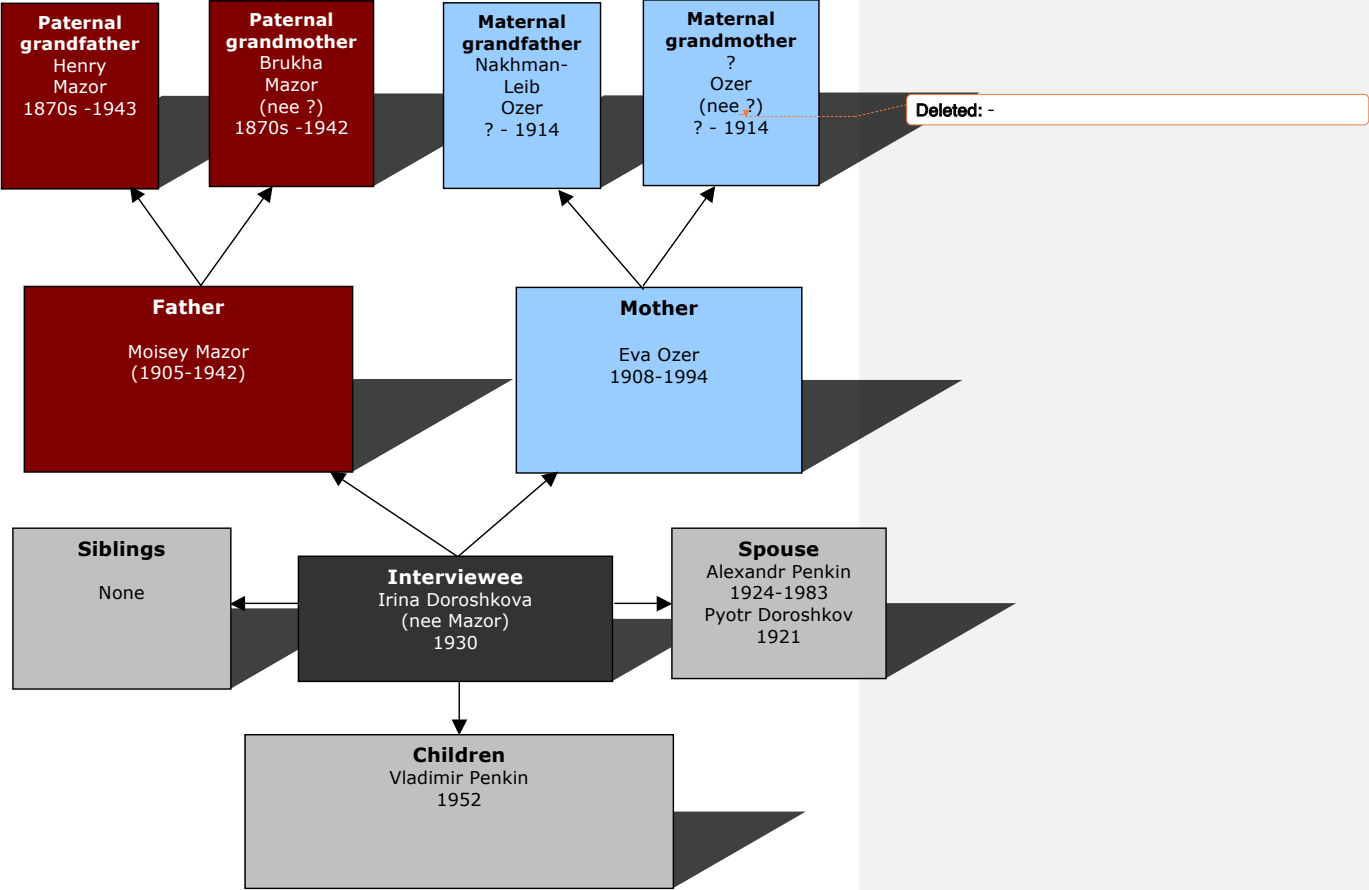 Paternal
grandfather
Henry
Mazor
1870s -1943
Paternal
grandmother
Brukha
Mazor
(nee ?)
1870s -1942
Maternal
grandfather
Nakhman-
Leib
Ozer
? - 1914
Maternal
grandmother
?
Ozer
(nee ?)
? - 1914
Deleted: -
Father
Moisey Mazor
(1905-1942)
Mother
Eva Ozer
1908-1994
Siblings
None
Interviewee
Irina Doroshkova
(nee Mazor)
1930
Spouse
Alexandr Penkin
1924-1983
Pyotr Doroshkov
1921
Children
Vladimir Penkin
1952